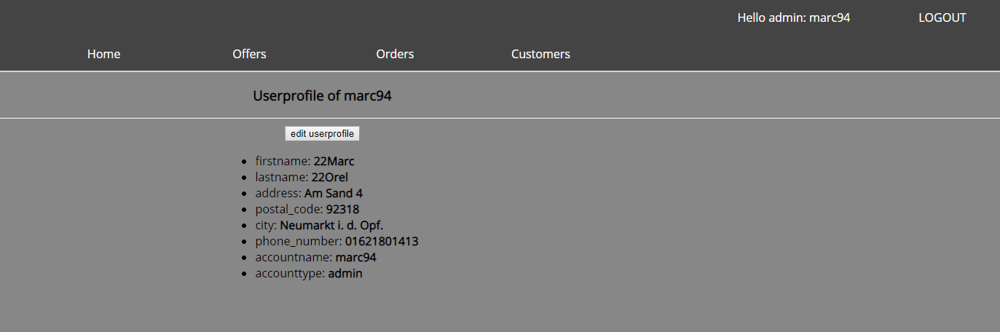 Hello admin: marc94 LOGOUT
Home Offers Orders Customers
Userprofile of marc94
edit userprofile
firstname: 22Marc
lastname: 22Orel
address: Am Sand 4
postal_code: 92318
city: Neumarkt i. d. Opf.
phone_number: 01621801413
accountname: marc94
accounttype: admin